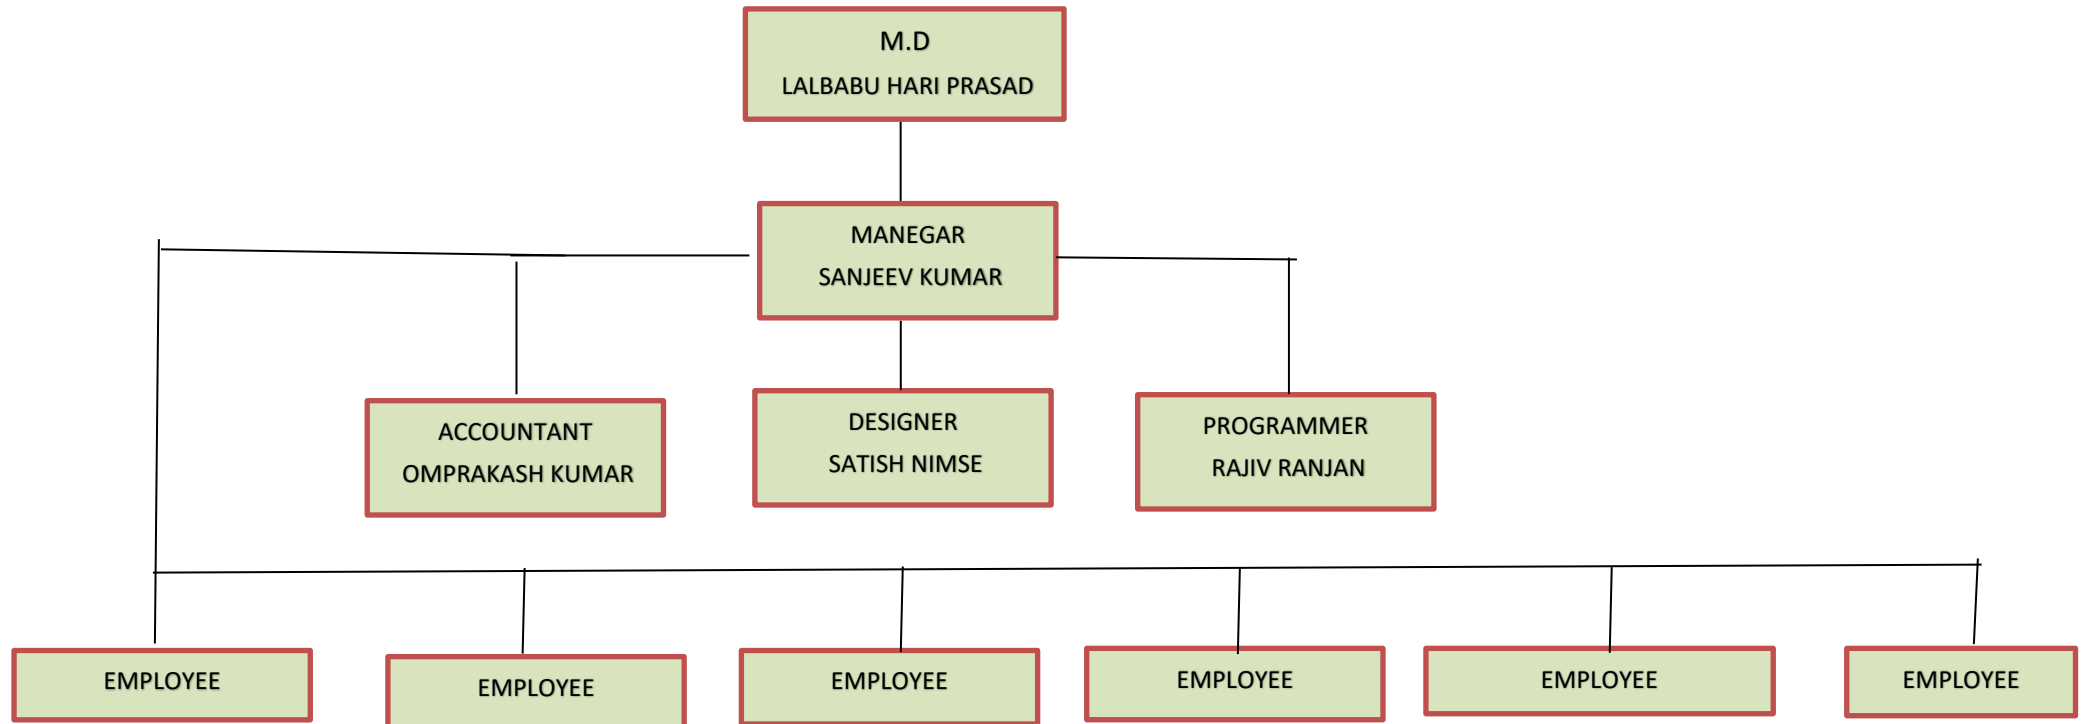 M.D
LALBABU HARI PRASAD
MANEGAR
SANJEEV KUMAR
ACCOUNTANT
OMPRAKASH KUMAR
DESIGNER
SATISH NIMSE
PROGRAMMER
RAJIV RANJAN
EMPLOYEE
EMPLOYEE
EMPLOYEE
EMPLOYEE
EMPLOYEE
EMPLOYEE